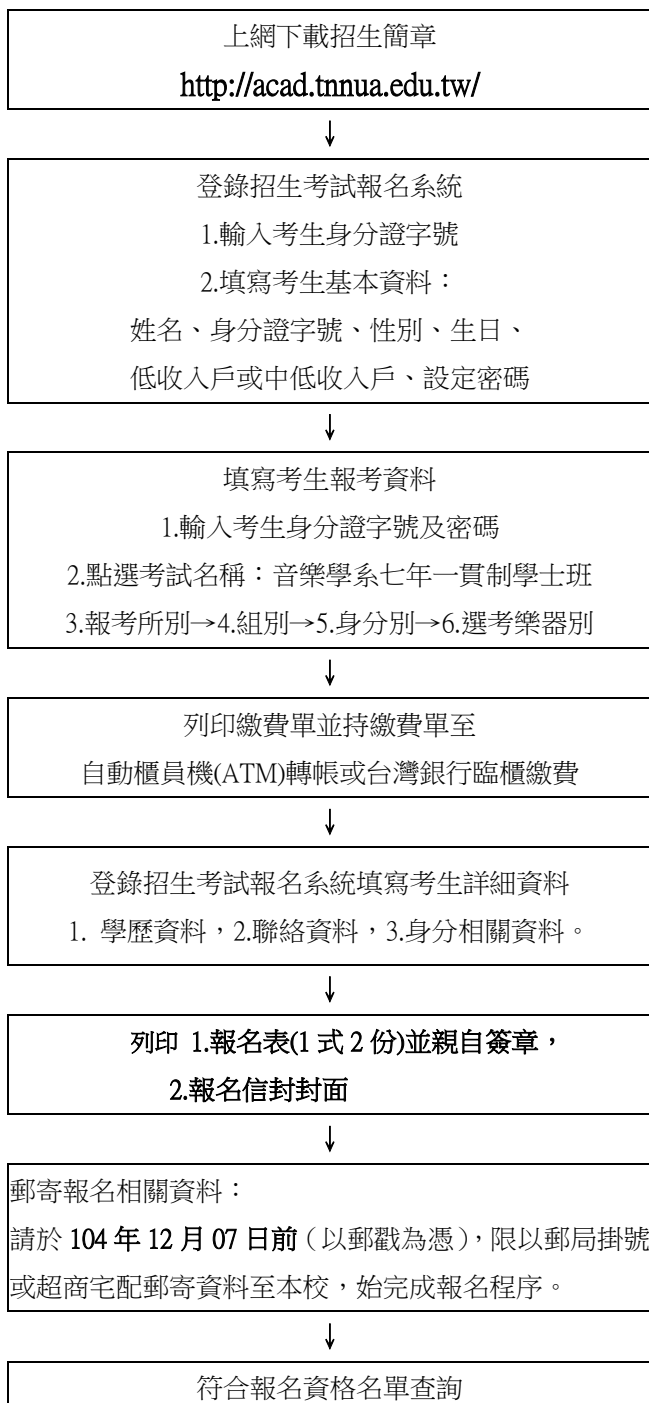 上網下載招生簡章
http://acad.tnnua.edu.tw/
↓
登錄招生考試報名系統
1.輸入考生身分證字號
2.填寫考生基本資料：
姓名、身分證字號、性別、生日、
低收入戶或中低收入戶、設定密碼
↓
填寫考生報考資料
1.輸入考生身分證字號及密碼
2.點選考試名稱：音樂學系七年一貫制學士班
3.報考所別→4.組別→5.身分別→6.選考樂器別
↓
列印繳費單並持繳費單至
自動櫃員機(ATM)轉帳或台灣銀行臨櫃繳費
↓
登錄招生考試報名系統填寫考生詳細資料
1. 學歷資料，2.聯絡資料，3.身分相關資料。
↓
列印 1.報名表(1 式 2 份)並親自簽章，
2.報名信封封面
↓
郵寄報名相關資料：
請於 104 年 12 月 07 日前（以郵戳為憑），限以郵局掛號
或超商宅配郵寄資料至本校，始完成報名程序。
↓
符合報名資格名單查詢